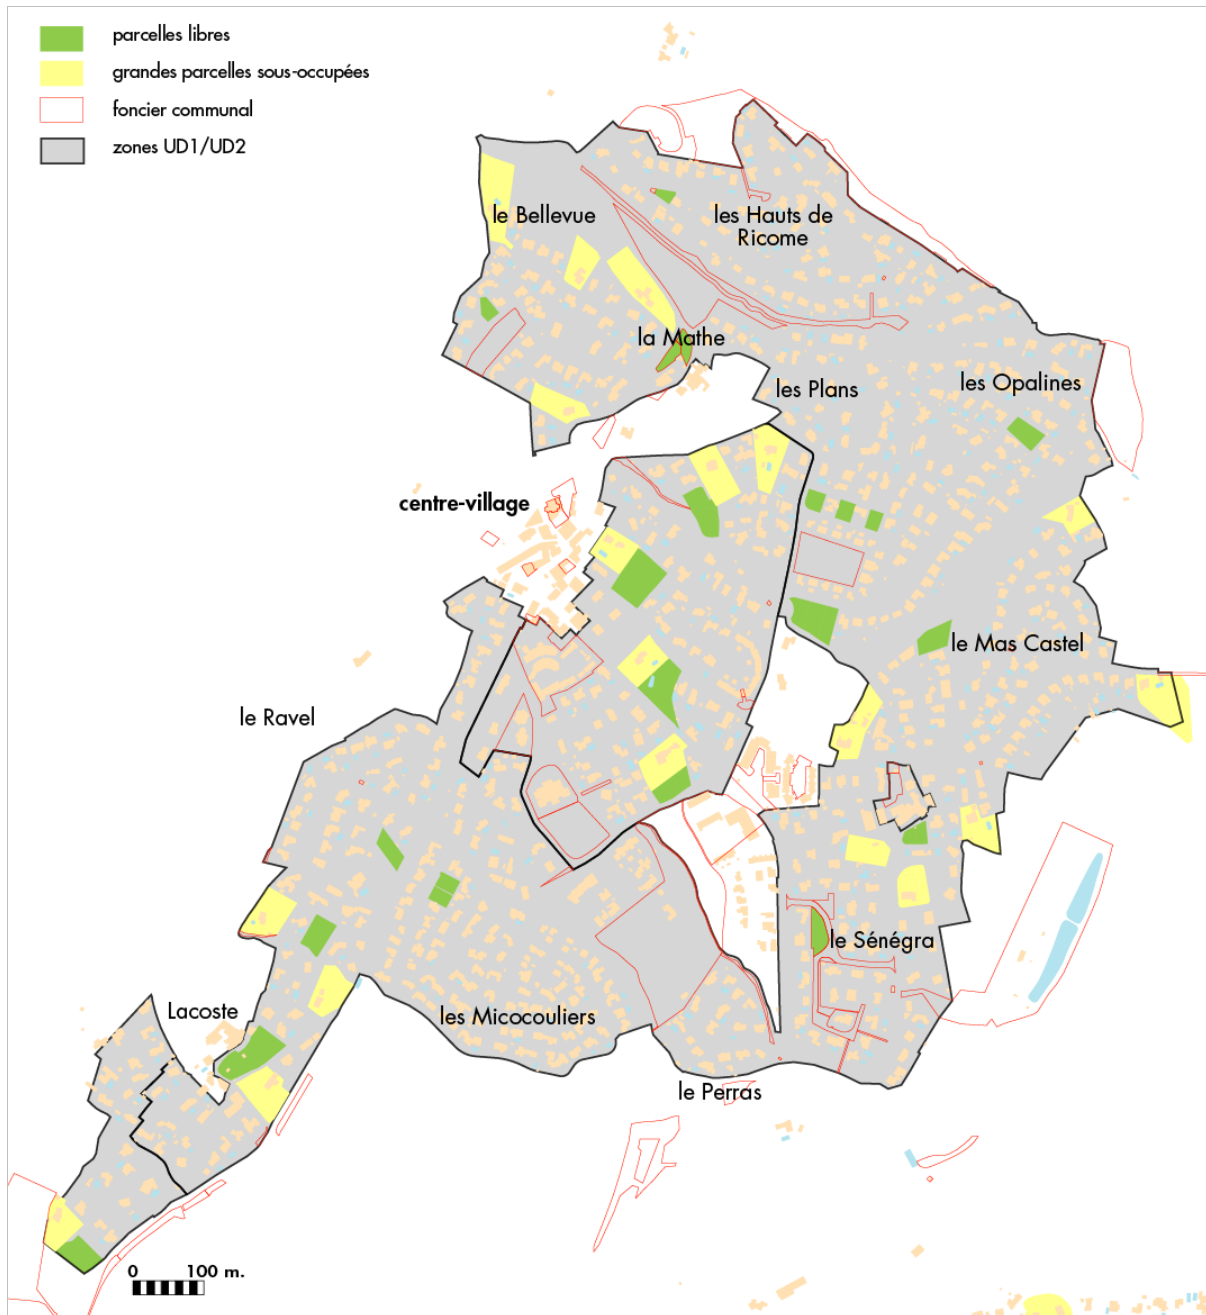 parcelles libres
grandes parcelles sous-occupées
foncier communal
zones UD1/UD2
le Bellevue
les Hauts de
Ricome
la Mathe
les Plans
les Opalines
centre-village
le Mas Castel
le Ravel
le Sénégra
Lacoste
les Micocouliers
le Perras
0 100 m.